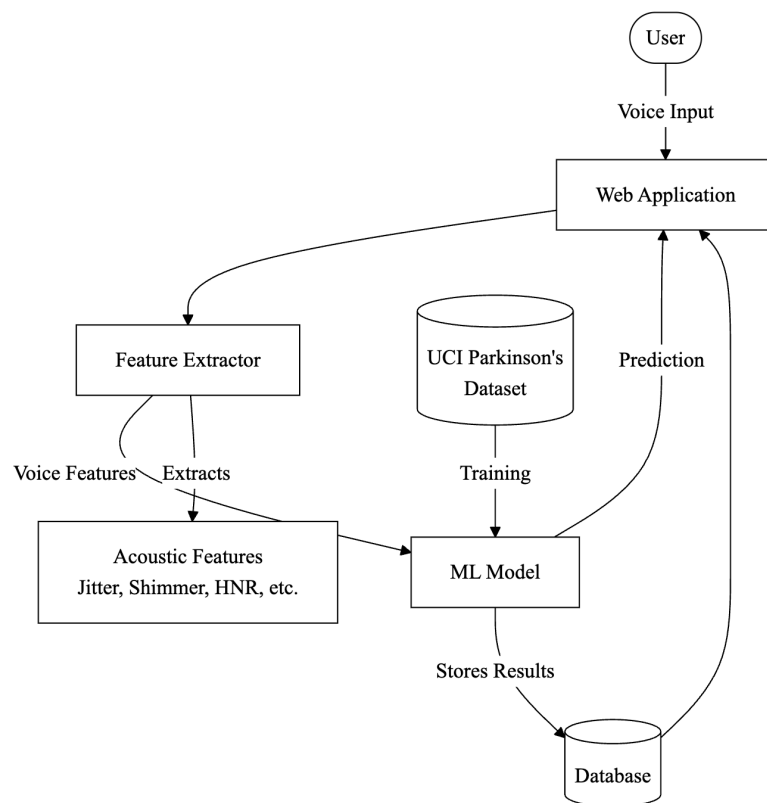 User
Voice Input
Web Application
Feature Extractor
UCI Parkinson's
Dataset
Prediction
Voice Features
Extracts
Training
Acoustic Features
Jitter, Shimmer, HNR, etc.
ML Model
Stores Results
Database